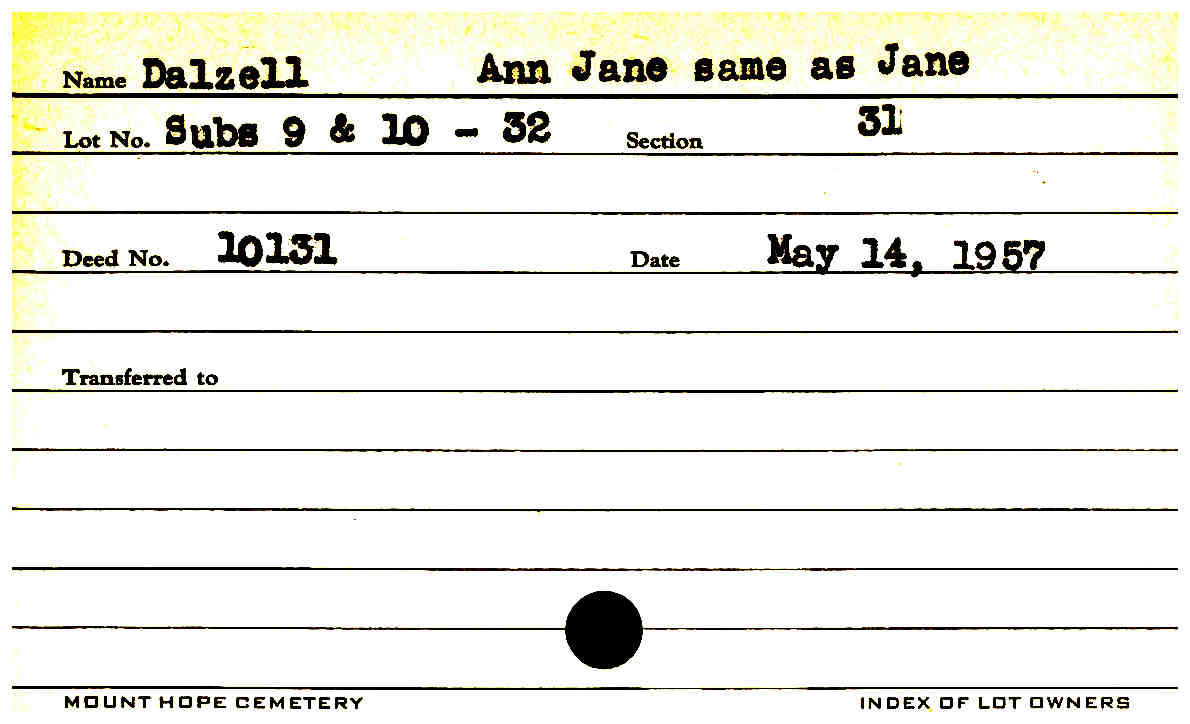 Name Dalzell Ann Jane same as Jane
Lot No. Subs 9 & 10 - 32 Section 31
Deed No. 10131 Date May 14, 1957
Transferred to
MOUNT HOPE CEMETERY INDEX OF LOT OWNERS